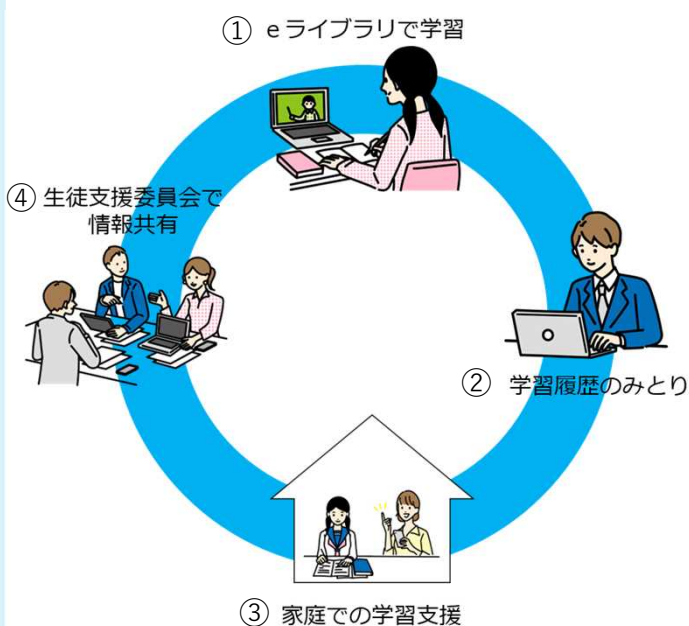 ① eライブラリで学習
② 学習履歴のみとり
③ 家庭での学習支援
④ 生徒支援委員会で
情報共有